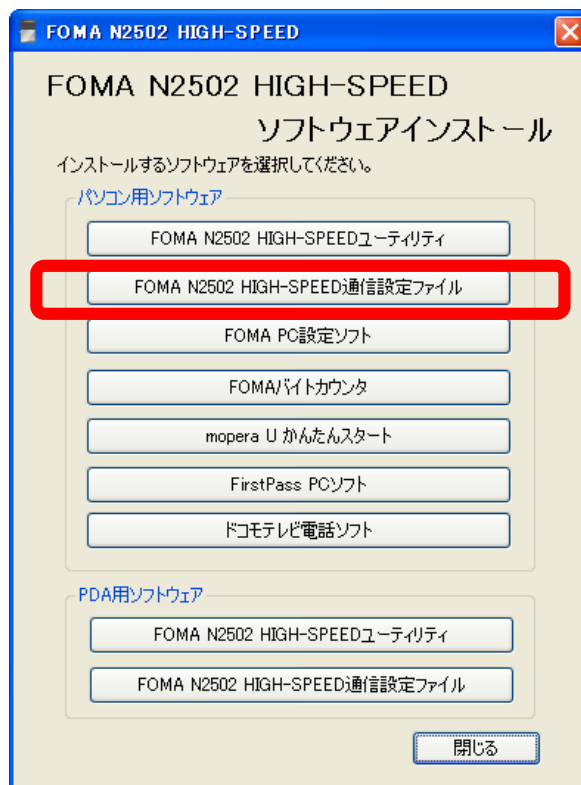 FOMA N2502 HIGH-SPEED
FOMA N2502 HIGH-SPEED
ソフトウェアインストール
インストールするソフトウェアを選択してください。
パソコン用ソフトウェア
FOMA N2502 HIGH-SPEEDユーティリティ
FOMA N2502 HIGH-SPEED通信設定ファイル
FOMA PC設定ソフト
FOMAバイトカウンタ
mopera U かんたんスタート
FirstPass PCソフト
ドコモテレビ電話ソフト
PDA用ソフトウェア
FOMA N2502 HIGH-SPEEDユーティリティ
FOMA N2502 HIGH-SPEED通信設定ファイル
閉じる